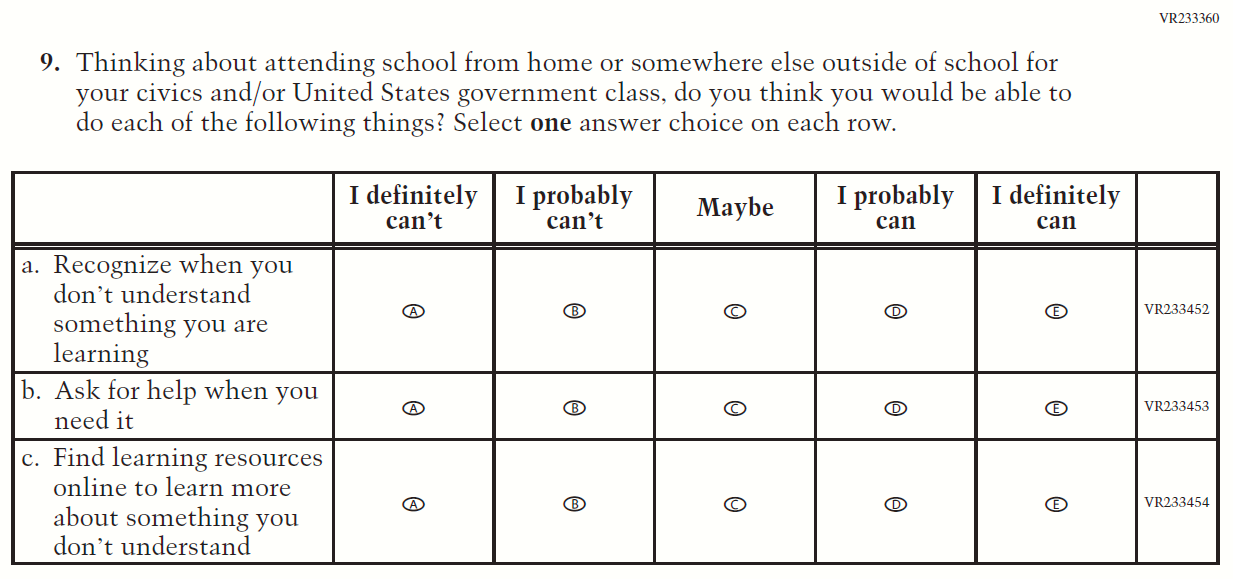 VR233360
9. Thinking about attending school from home or somewhere else outside of school for
your civics and/or United States government class, do you think you would be able to
do each of the following things? Select one answer choice on each row.
I definitely can't I probably can't Maybe I probably can I definitely can
a. Recognize when you
don't understand
something you are
learning
A B C D E VR233452
b. Ask for help when you
need it
A B C D E VR233453
c. Find learning resources
online to learn more
about something you
don't understand
A B C D E VR233454